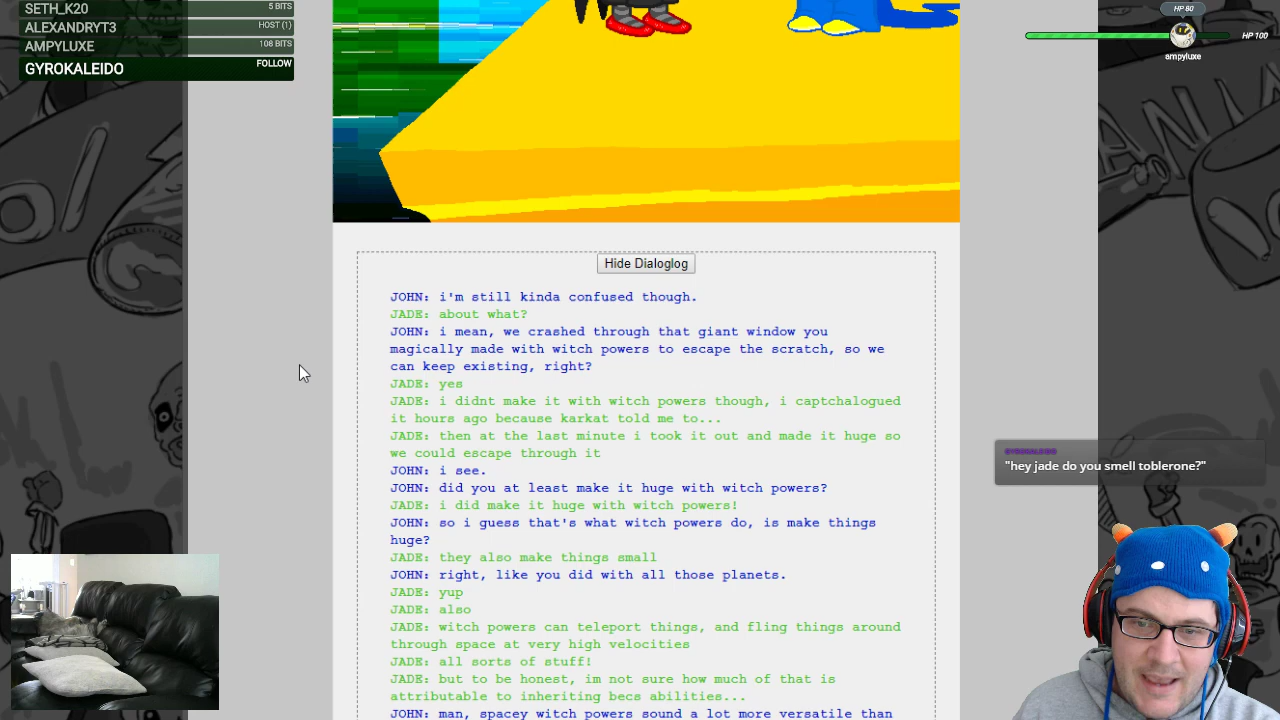 SETH_K20 5 BITS
ALEXANDRYT3 HOST (1)
AMPYLUXE 108 BITS
GYROKALEIDO FOLLOW
HP 80
HP 100
ampyluxe
Hide Dialoglog
JOHN: i'm still kinda confused though.
JADE: about what?
JOHN: i mean, we crashed through that giant window you
magically made with witch powers to escape the scratch, so we
can keep existing, right?
JADE: yes
JADE: i didnt make it with witch powers though, i captchalogued
it hours ago because karkat told me to...
JADE: then at the last minute i took it out and made it huge so
we could escape through it
JOHN: i see.
JOHN: did you at least make it huge with witch powers?
JADE: i did make it huge with witch powers!
JOHN: so i guess that's what witch powers do, is make things
huge?
JADE: they also make things small
JOHN: right, like you did with all those planets.
JADE: yup
JADE: also
JADE: witch powers can teleport things, and fling things around
through space at very high velocities
JADE: all sorts of stuff!
JADE: but to be honest, im not sure how much of that is
attributable to inheriting becs abilities...
JOHN: man, spacey witch powers sound a lot more versatile than
GYROKALEIDO
"hey jade do you smell toblerone?"